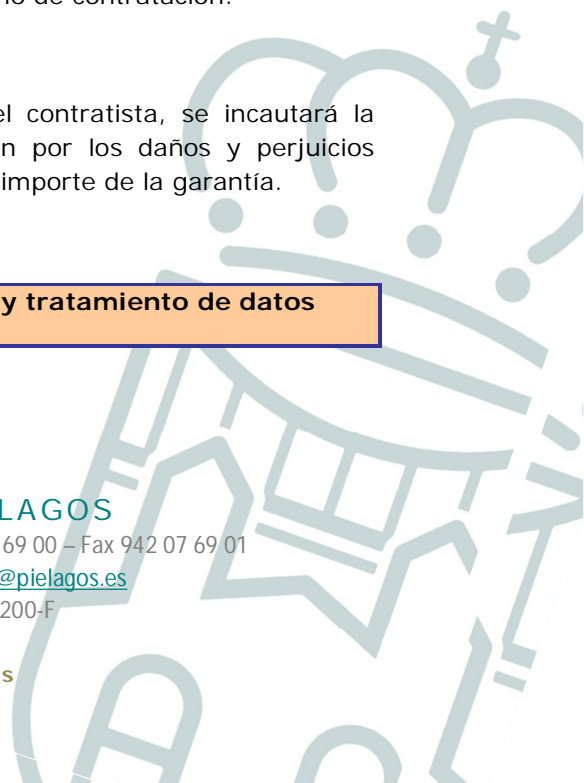 de contratación.
el contratista, se incautará la
por los daños y perjuicios
importe de la garantía.
y tratamiento de datos
LAGOS
69 00 – Fax 942 07 69 01
@pielagos.es
200-F
s